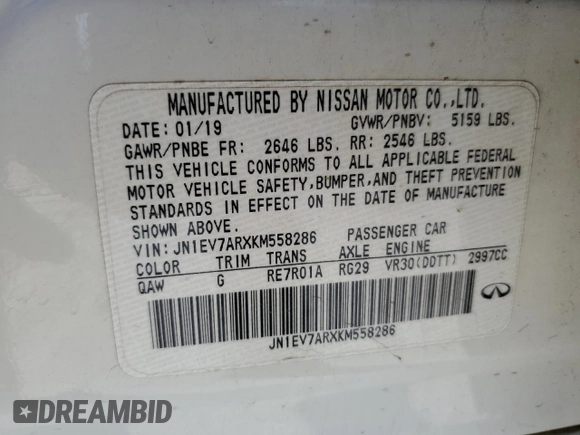 MANUFACTURED BY NISSAN MOTOR CO.,LTD.
DATE: 01/19 GVWR/PNBV: 5159 LBS.
GAWR/PNBE FR: 2646 LBS. RR: 2546 LBS.
THIS VEHICLE CONFORMS TO ALL APPLICABLE FEDERAL
MOTOR VEHICLE SAFETY,BUMPER,AND THEFT PREVENTION
STANDARDS IN EFFECT ON THE DATE OF MANUFACTURE
SHOWN ABOVE.
VIN: JN1EV7ARXKM558286 PASSENGER CAR
COLOR TRIM TRANS AXLE ENGINE
QAW G RE7R01A RG29 VR30(DDTT) 2997CC
JN1EV7ARXKM558286
DREAMBID